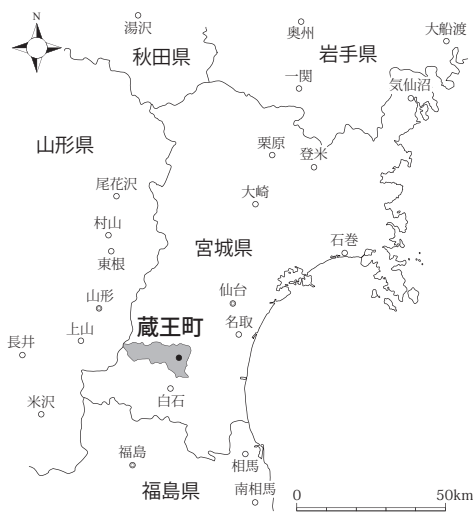 N
湯沢
秋田県
奥州
岩手県
大船渡
一関
気仙沼
山形県
栗原
登米
尾花沢
大崎
村山
宮城県
石巻
東根
仙台
山形
蔵王町
名取
上山
長井
米沢
白石
福島
相馬
福島県
南相馬
0 50km